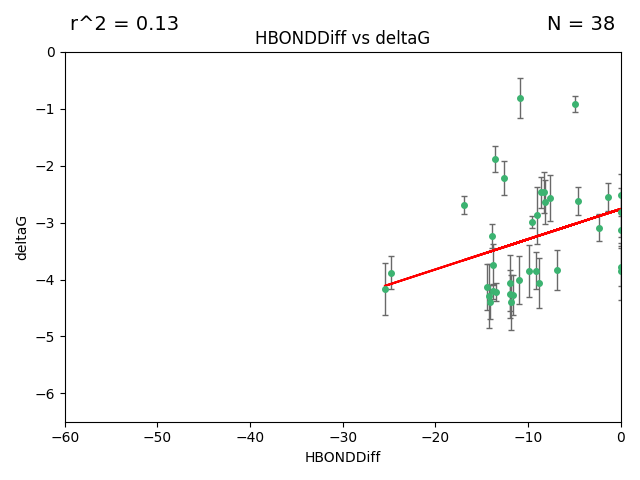 r^2 = 0.13
N = 38
HBONDDiff vs deltaG
deltaG
0
−1
−2
−3
−4
−5
−6
−60
−50
−40
−30
−20
−10
0
HBONDDiff